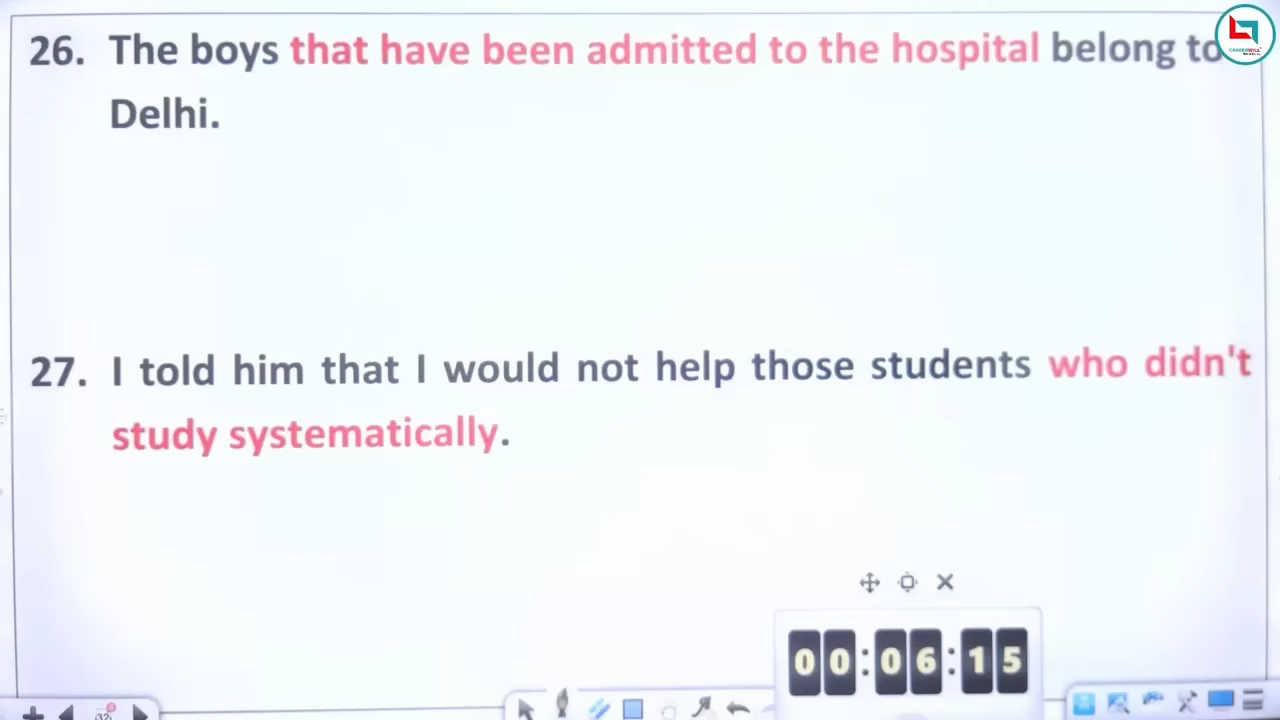 26. The boys that have been admitted to the hospital belong to
Delhi.
27. I told him that I would not help those students who didn't
study systematically.
00:06:15